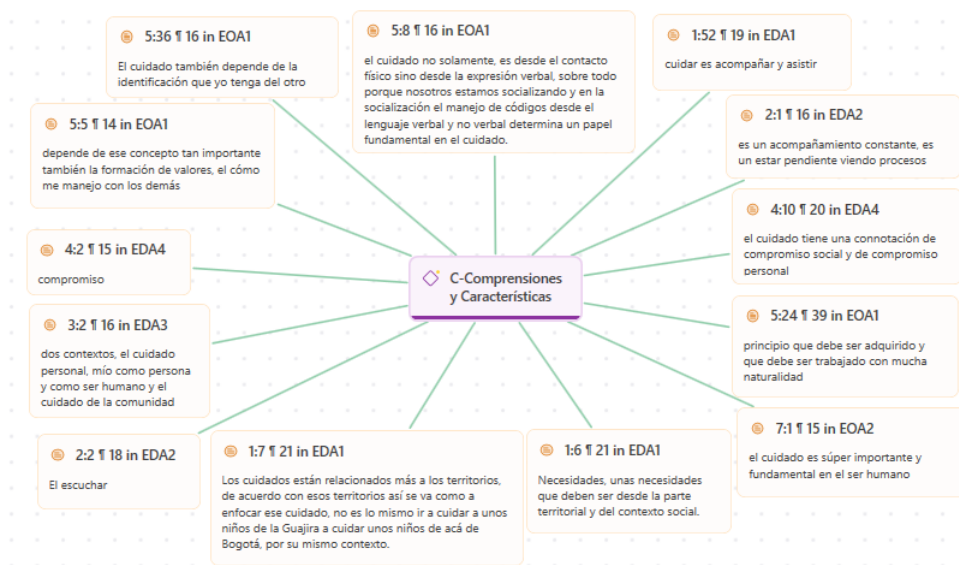 5:36 ¶ 16 in EOA1
El cuidado también depende de la
identificación que yo tenga del otro
5:8 ¶ 16 in EOA1
el cuidado no solamente, es desde el contacto
físico sino desde la expresión verbal, sobre todo
porque nosotros estamos socializando y en la
socialización el manejo de códigos desde el
lenguaje verbal y no verbal determina un papel
fundamental en el cuidado.
1:52 ¶ 19 in EDA1
cuidar es acompañar y asistir
5:5 ¶ 14 in EOA1
depende de ese concepto tan importante
también la formación de valores, el cómo
me manejo con los demás
2:1 ¶ 16 in EDA2
es un acompañamiento constante, es
un estar pendiente viendo procesos
4:10 ¶ 20 in EDA4
el cuidado tiene una connotación de
compromiso social y de compromiso
personal
4:2 ¶ 15 in EDA4
compromiso
C-Comprensiones
y Características
3:2 ¶ 16 in EDA3
dos contextos, el cuidado
personal, mío como persona
y como ser humano y el
cuidado de la comunidad
5:24 ¶ 39 in EOA1
principio que debe ser adquirido y
que debe ser trabajado con mucha
naturalidad
2:2 ¶ 18 in EDA2
El escuchar
1:7 ¶ 21 in EDA1
Los cuidados están relacionados más a los territorios,
de acuerdo con esos territorios así se va como a
enfocar ese cuidado, no es lo mismo ir a cuidar a unos
niños de la Guajira a cuidar unos niños de acá de
Bogotá, por su mismo contexto.
1:6 ¶ 21 in EDA1
Necesidades, unas necesidades
que deben ser desde la parte
territorial y del contexto social.
7:1 ¶ 15 in EOA2
el cuidado es súper importante y
fundamental en el ser humano